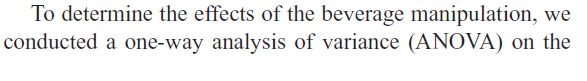 To determine the effects of the beverage manipulation, we
conducted a one-way analysis of variance (ANOVA) on the